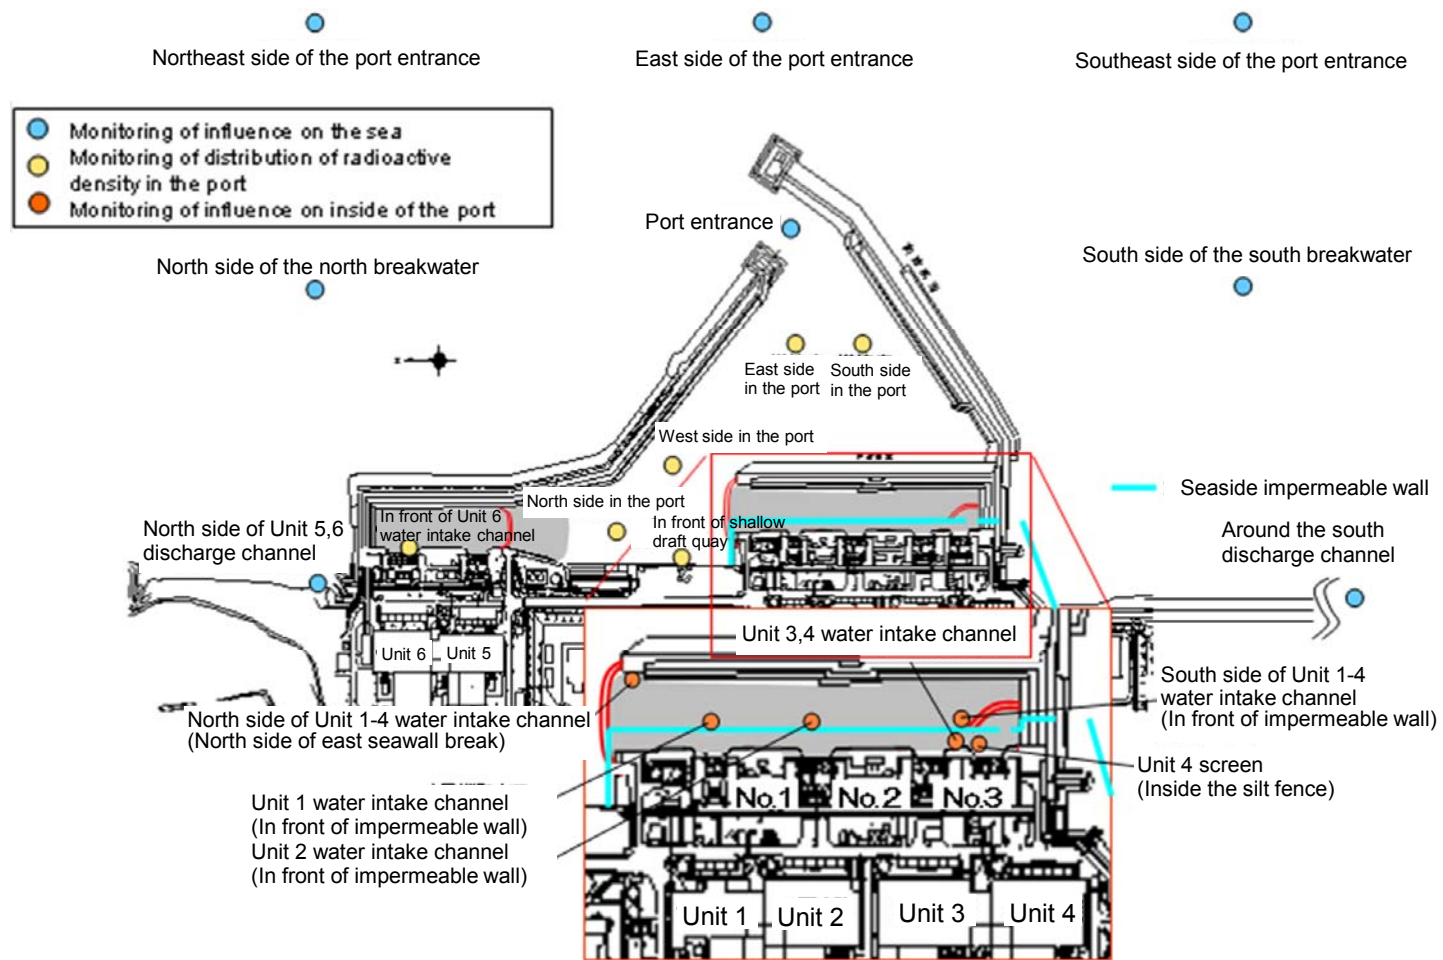 Northeast side of the port entrance
East side of the port entrance
Southeast side of the port entrance
Monitoring of influence on the sea
Monitoring of distribution of radioactive
density in the port
Monitoring of influence on inside of the port
Port entrance
North side of the north breakwater
South side of the south breakwater
East side
in the port
South side
in the port
West side in the port
North side in the port
In front of shallow
draft quay
In front of Unit 6
water intake channel
Seaside impermeable wall
North side of Unit 5,6
discharge channel
Around the south
discharge channel
Unit 6
Unit 5
Unit 3,4 water intake channel
South side of Unit 1-4
water intake channel
(In front of impermeable wall)
North side of Unit 1-4 water intake channel
(North side of east seawall break)
Unit 4 screen
(Inside the silt fence)
Unit 1 water intake channel
(In front of impermeable wall)
Unit 2 water intake channel
(In front of impermeable wall)
No.1
No.2
No.3
Unit 1
Unit 2
Unit 3
Unit 4